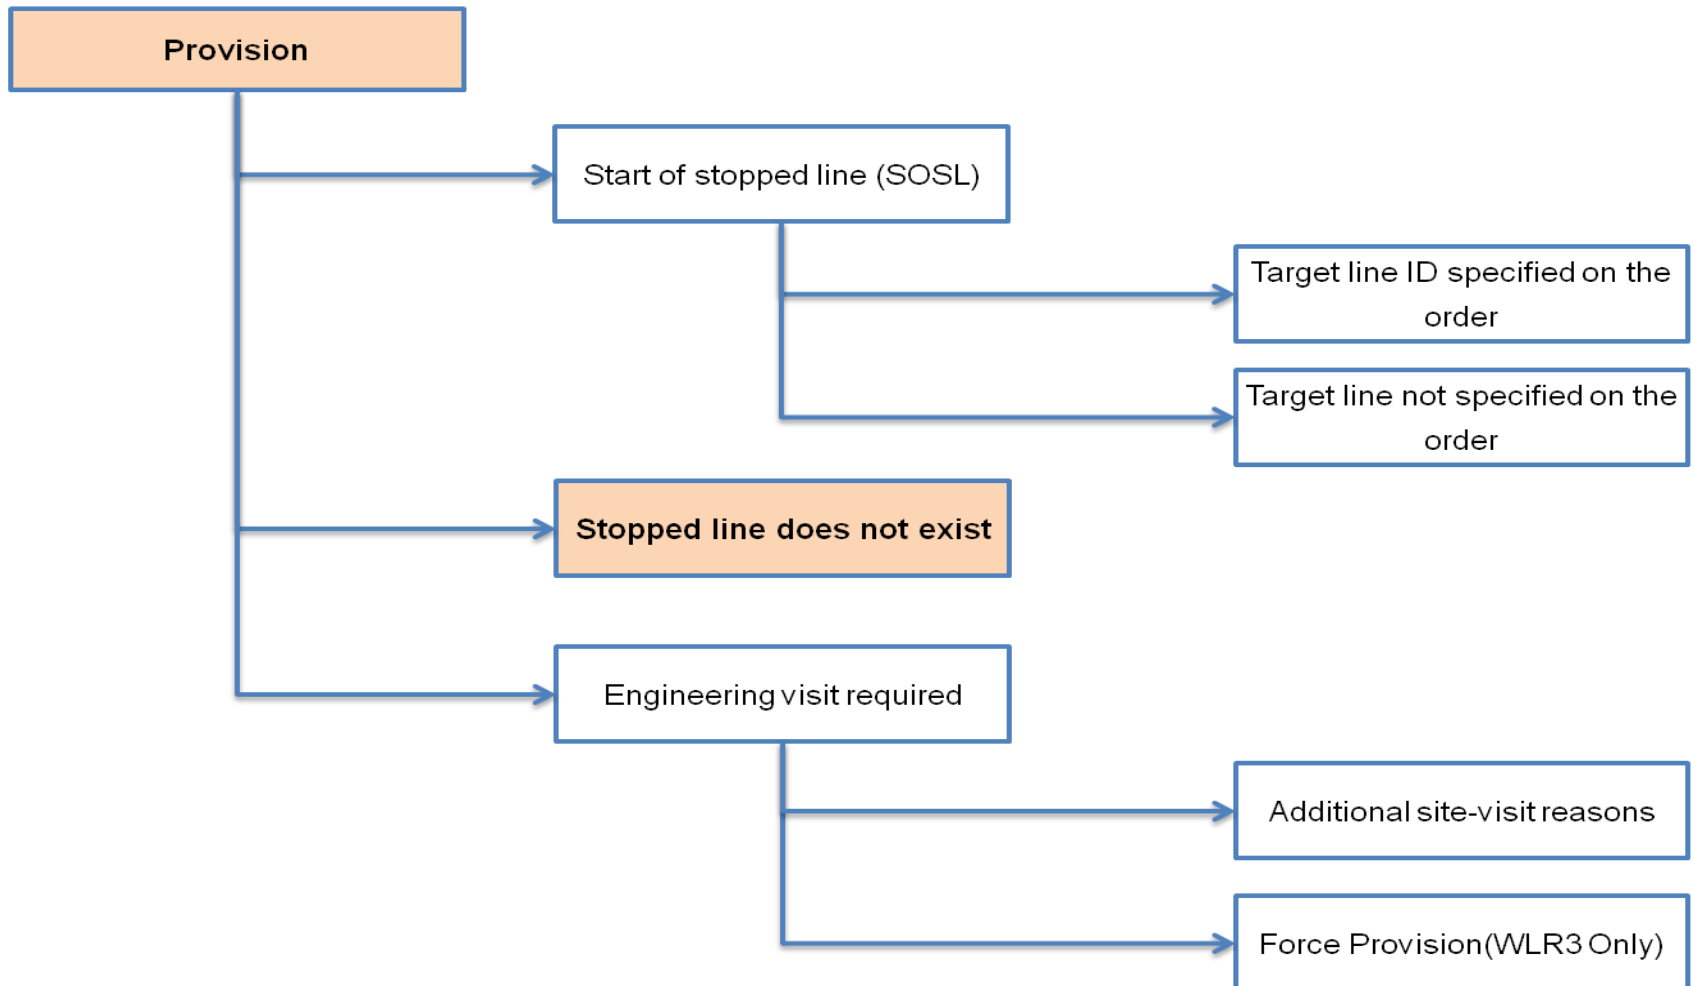 Provision
Start of stopped line (SOSL)
Target line ID specified on the
order
Target line not specified on the
order
Stopped line does not exist
Engineering visit required
Additional site-visit reasons
Force Provision(WLR3 Only)